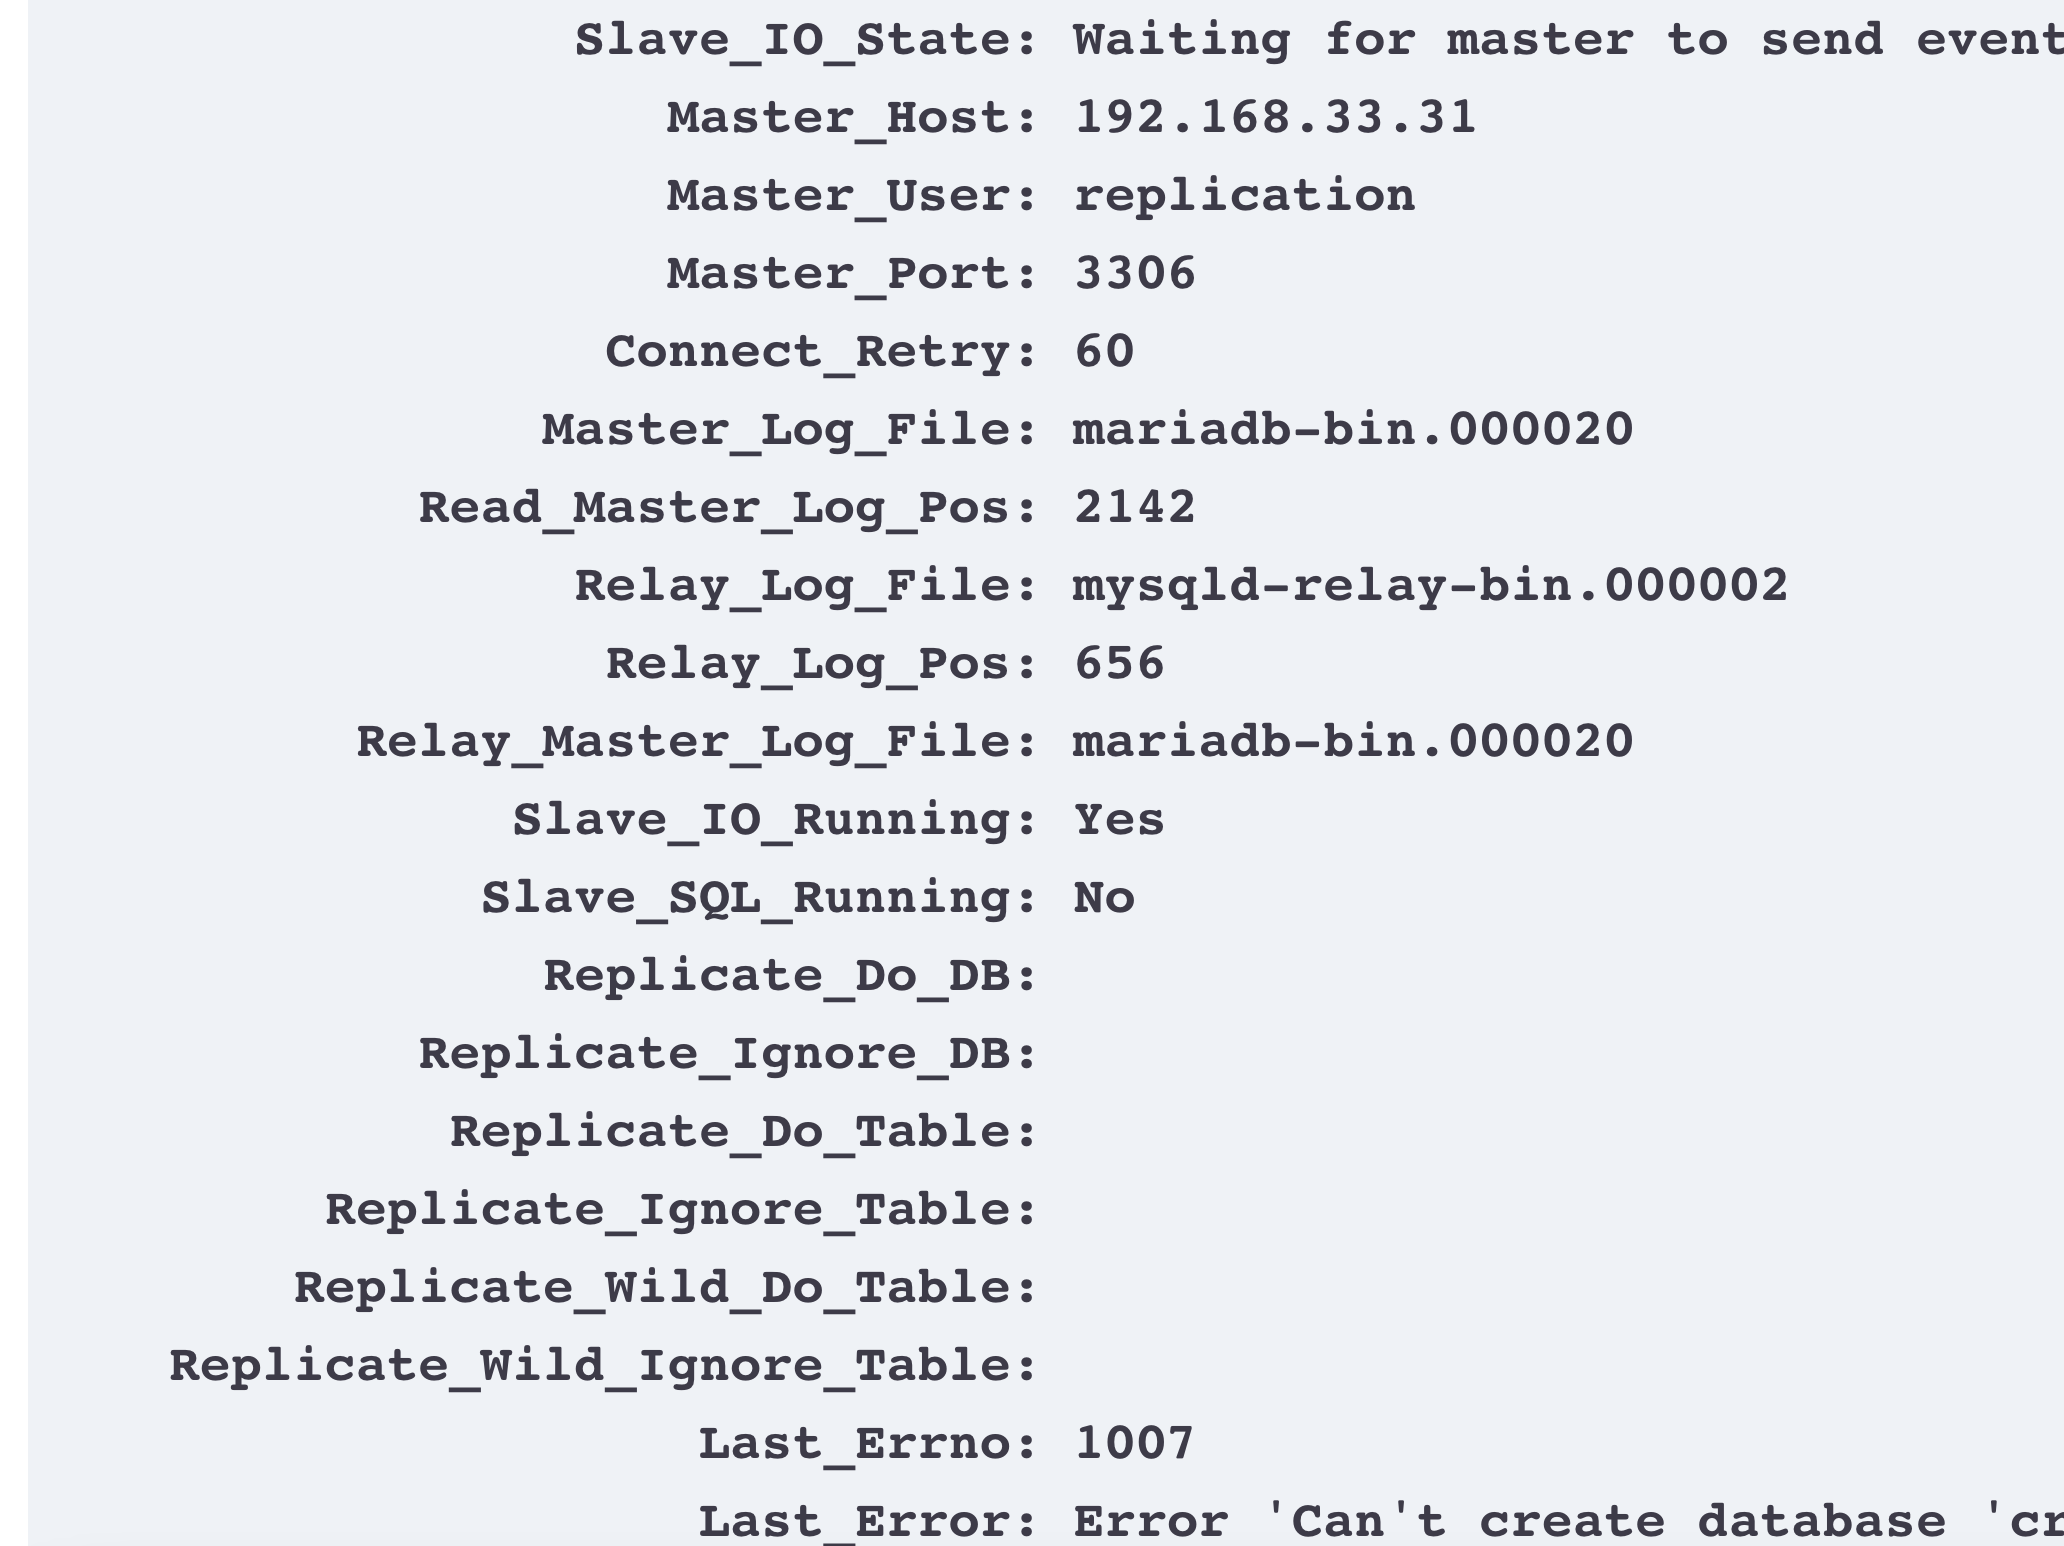 Slave_IO_State: Waiting for master to send event
Master_Host: 192.168.33.31
Master_User: replication
Master_Port: 3306
Connect_Retry: 60
Master_Log_File: mariadb-bin.000020
Read_Master_Log_Pos: 2142
Relay_Log_File: mysqld-relay-bin.000002
Relay_Log_Pos: 656
Relay_Master_Log_File: mariadb-bin.000020
Slave_IO_Running: Yes
Slave_SQL_Running: No
Replicate_Do_DB:
Replicate_Ignore_DB:
Replicate_Do_Table:
Replicate_Ignore_Table:
Replicate_Wild_Do_Table:
Replicate_Wild_Ignore_Table:
Last_Errno: 1007
Last_Error: Error 'Can't create database 'cr